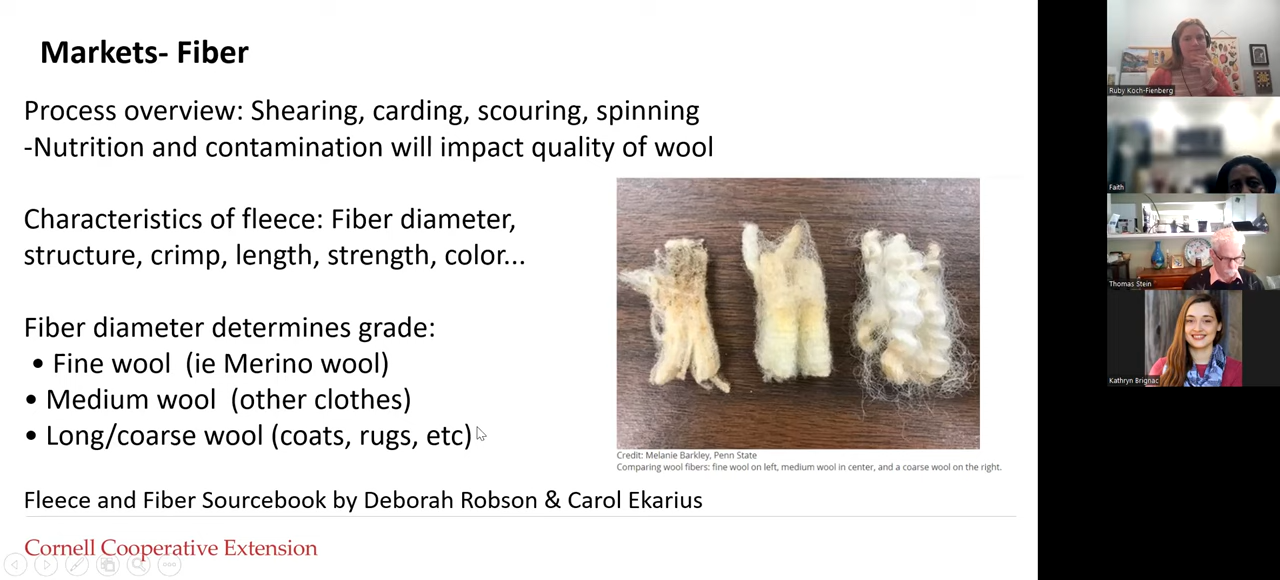 Markets- Fiber
Process overview: Shearing, carding, scouring, spinning
-Nutrition and contamination will impact quality of wool
Characteristics of fleece: Fiber diameter,
structure, crimp, length, strength, color...
Fiber diameter determines grade:
• Fine wool (ie Merino wool)
• Medium wool (other clothes)
• Long/coarse wool (coats, rugs, etc)
Credit: Melanie Barkley, Penn State
Comparing wool fibers: fine wool on left, medium wool in center, and a coarse wool on the right.
Fleece and Fiber Sourcebook by Deborah Robson & Carol Ekarius
Cornell Cooperative Extension
Ruby Koch-Fienberg
Faith
Thomas Stein
Kathryn Brignac